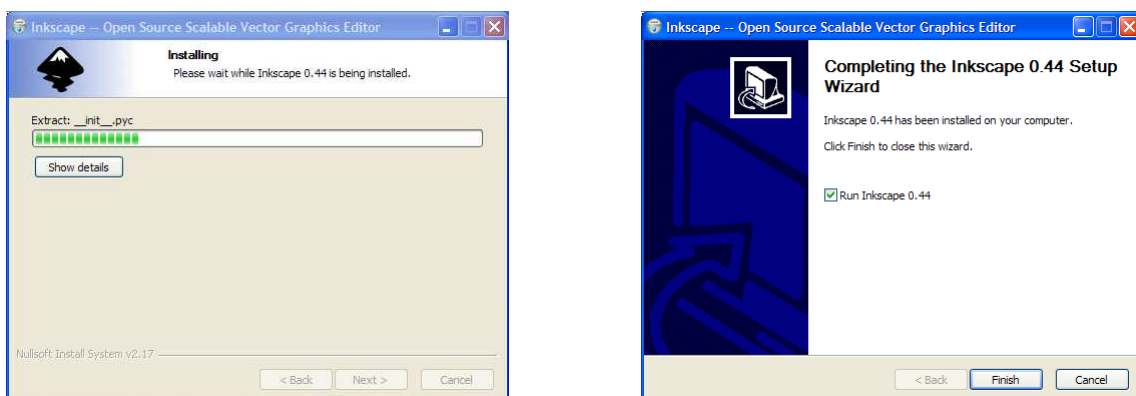 Inkscape -- Open Source Scalable Vector Graphics Editor
Installing
Please wait while Inkscape 0.44 is being installed.
Extract: __init__.pyc
Show details
Nullsoft Install System v2.17
< Back
Next >
Cancel
Inkscape -- Open Source Scalable Vector Graphics Editor
Completing the Inkscape 0.44 Setup
Wizard
Inkscape 0.44 has been installed on your computer.
Click Finish to close this wizard.
Run Inkscape 0.44
< Back
Finish
Cancel